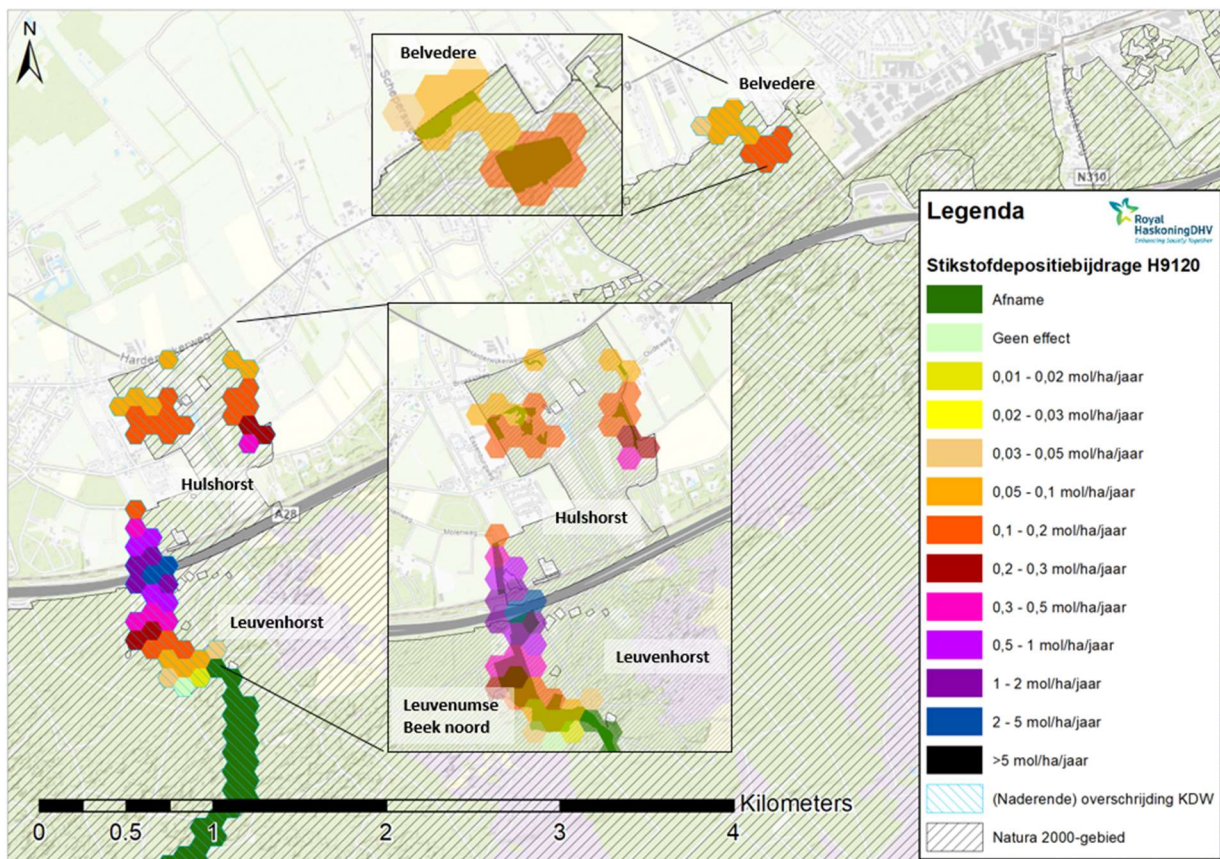 N
Belvedere
Scheepersweg
Belvedere
N310
A28
Harderwijkerweg
Hulshorst
Leuvenhorst
Harderwijkerweg
Molenweg
Hulshorst
Leuvenhorst
Leuvenumse
Beek noord
Kilometers
0 0.5 1 2 3 4
Legenda
Royal
HaskoningDHV
Enhancing Society Together
Stikstofdepositiebijdrage H9120
Afname
Geen effect
0,01 - 0,02 mol/ha/jaar
0,02 - 0,03 mol/ha/jaar
0,03 - 0,05 mol/ha/jaar
0,05 - 0,1 mol/ha/jaar
0,1 - 0,2 mol/ha/jaar
0,2 - 0,3 mol/ha/jaar
0,3 - 0,5 mol/ha/jaar
0,5 - 1 mol/ha/jaar
1 - 2 mol/ha/jaar
2 - 5 mol/ha/jaar
>5 mol/ha/jaar
(Naderende) overschrijding KDW
Natura 2000-gebied